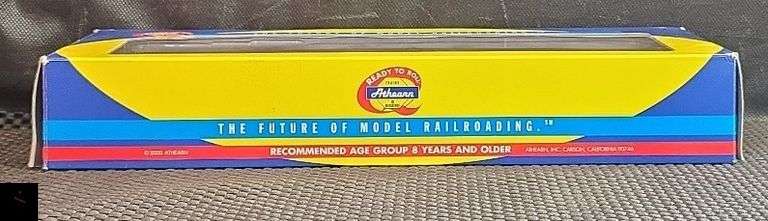 READY TO ROLL
TRAINS
Athearn
THE FUTURE OF MODEL RAILROADING.™
RECOMMENDED AGE GROUP 8 YEARS AND OLDER
ATHEARN, INC. CARSON, CALIFORNIA 90746
ATHEARN